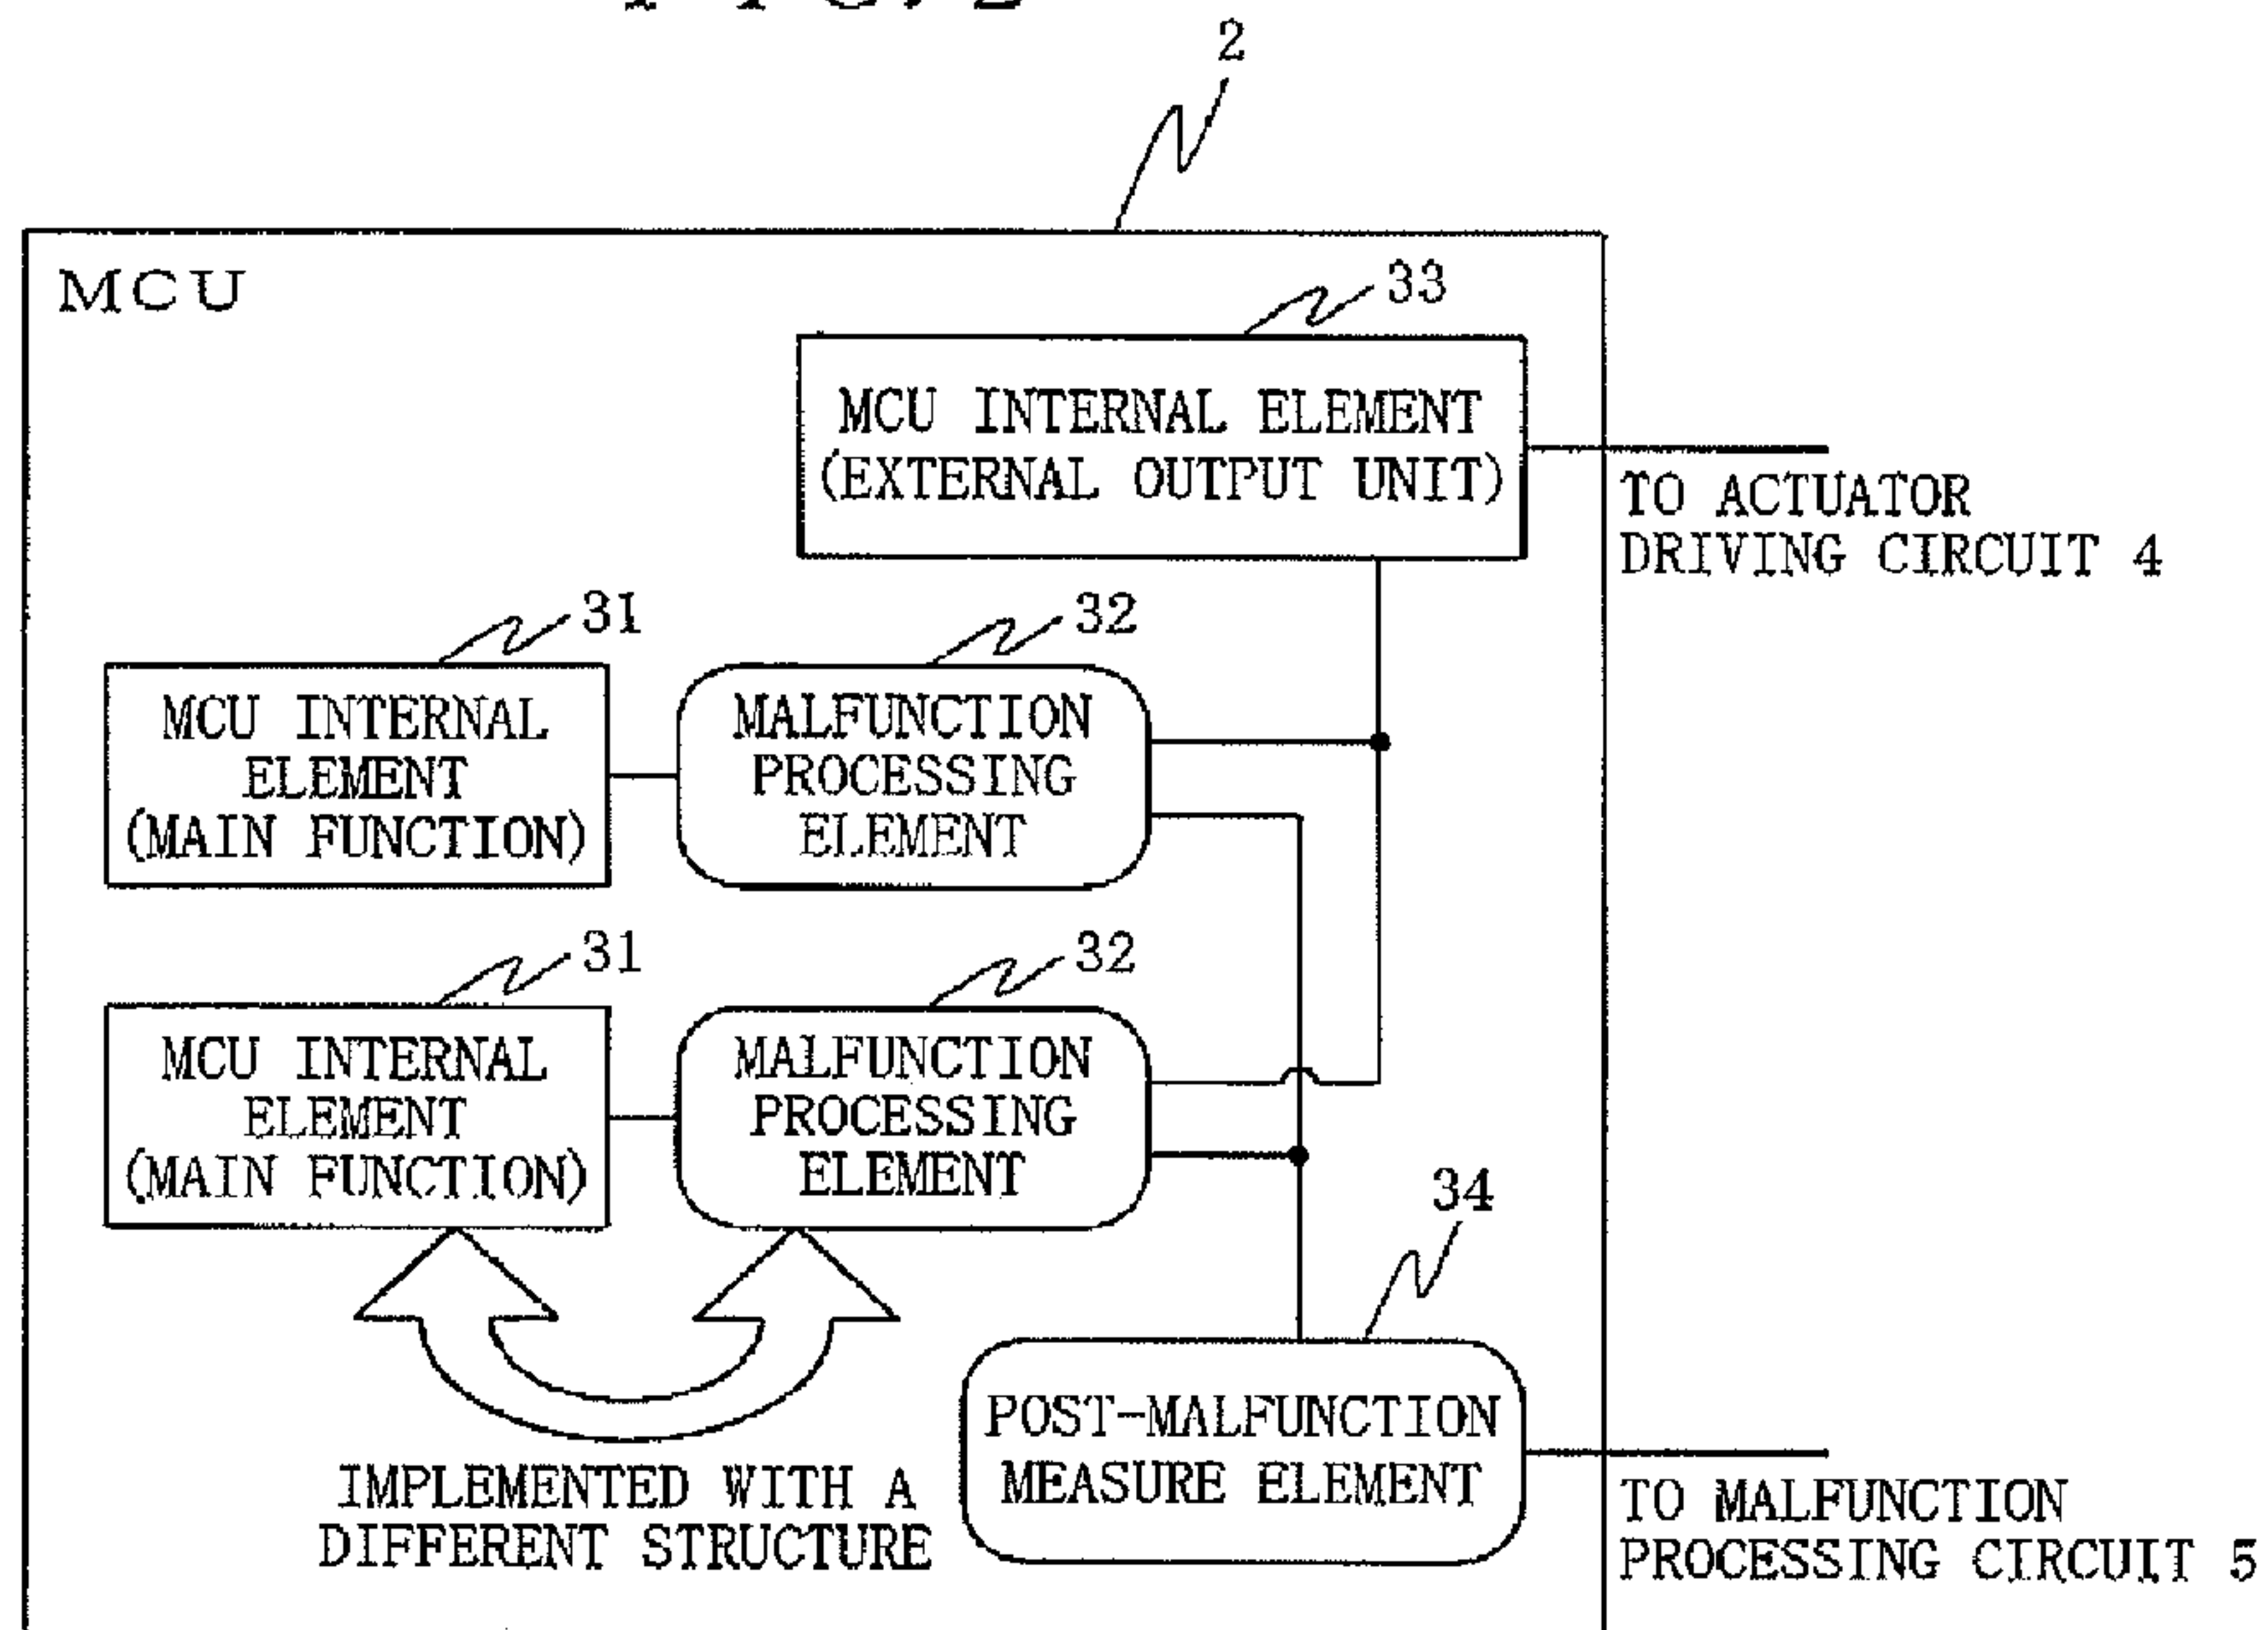 2
MCU
33
MCU INTERNAL ELEMENT
(EXTERNAL OUTPUT UNIT)
TO ACTUATOR
DRIVING CIRCUIT 4
31
32
MCU INTERNAL
ELEMENT
(MAIN FUNCTION)
MALFUNCTION
PROCESSING
ELEMENT
31
32
MCU INTERNAL
ELEMENT
(MAIN FUNCTION)
MALFUNCTION
PROCESSING
ELEMENT
34
POST-MALFUNCTION
MEASURE ELEMENT
IMPLEMENTED WITH A
DIFFERENT STRUCTURE
TO MALFUNCTION
PROCESSING CIRCUIT 5